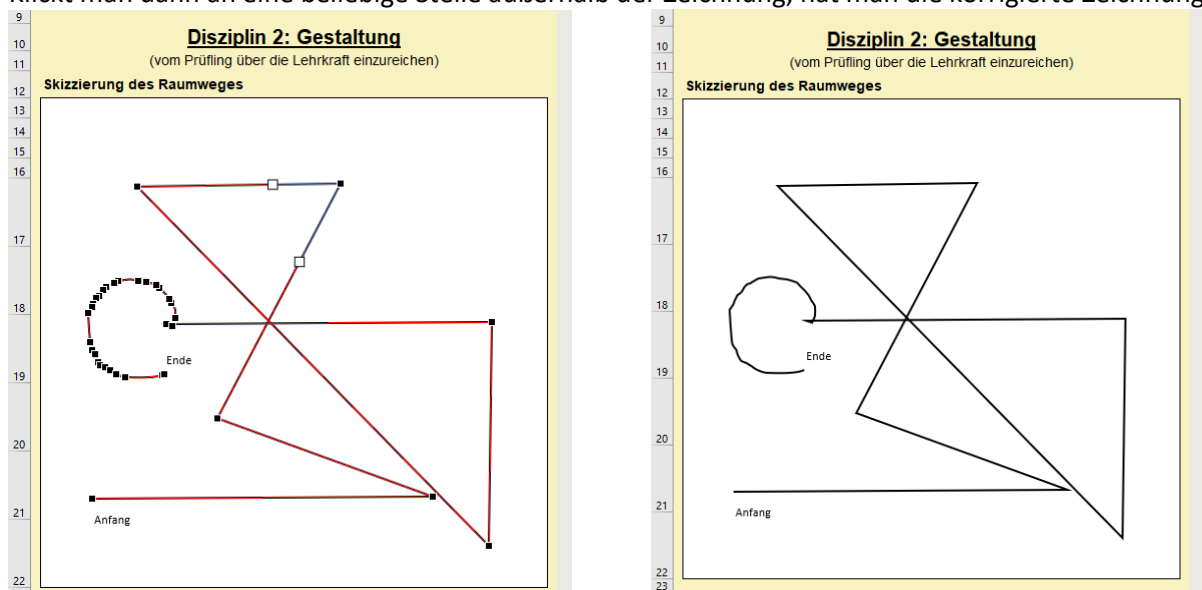 Klickt man dann an eine beliebige Stelle außerhalb der Zeichnung, hat man die korrigierte Zeichnung
9
10
Disziplin 2: Gestaltung
11
(vom Prüfling über die Lehrkraft einzureichen)
12
Skizzierung des Raumweges
13
14
15
16
17
18
Ende
19
20
21
Anfang
22
9
10
Disziplin 2: Gestaltung
11
(vom Prüfling über die Lehrkraft einzureichen)
12
Skizzierung des Raumweges
13
14
15
16
17
18
Ende
19
20
21
Anfang
22
23